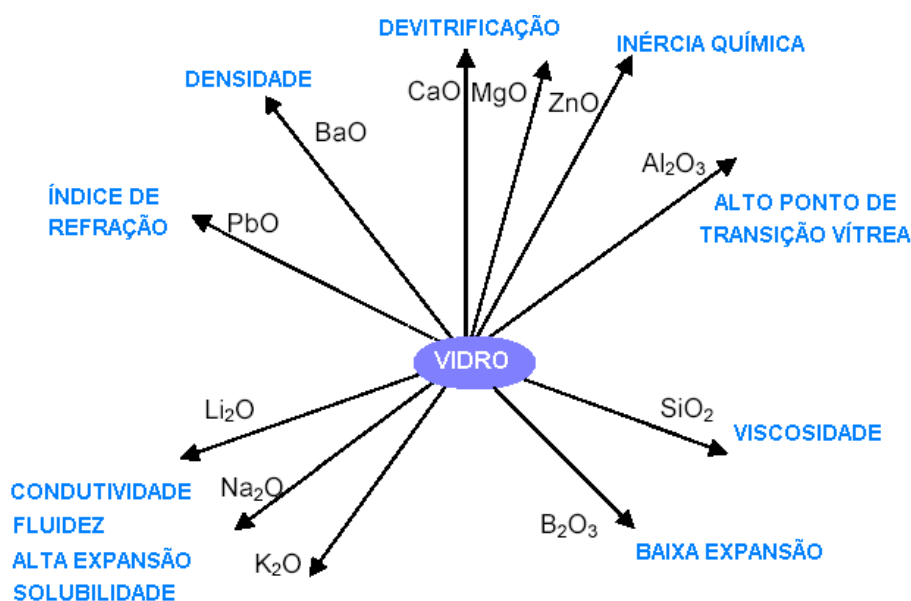 DEVITRIFICAÇÃO
INÉRCIA QUÍMICA
DENSIDADE
CaO
MgO
ZnO
BaO
Al₂O₃
ÍNDICE DE
REFRAÇÃO
PbO
ALTO PONTO DE
TRANSIÇÃO VÍTREA
VIDRO
Li₂O
SiO₂
VISCOSIDADE
CONDUTIVIDADE
FLUIDEZ
ALTA EXPANSÃO
SOLUBILIDADE
Na₂O
K₂O
B₂O₃
BAIXA EXPANSÃO